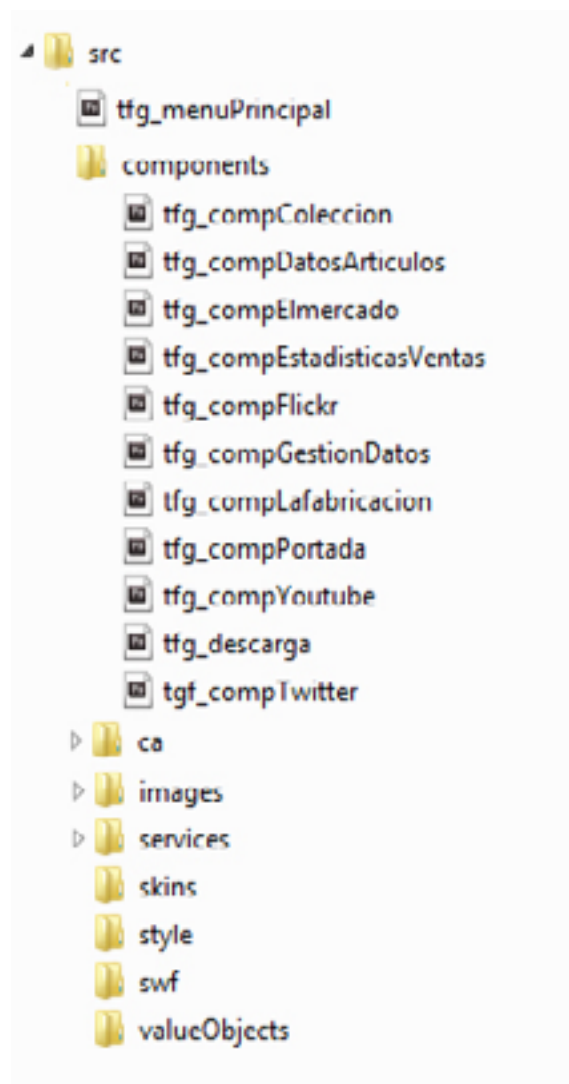 src
tfg_menuPrincipal
components
tfg_compColeccion
tfg_compDatosArticulos
tfg_compElmercado
tfg_compEstadisticasVentas
tfg_compFlickr
tfg_compGestionDatos
tfg_compLafabricacion
tfg_compPortada
tfg_compYoutube
tfg_descarga
tgf_compTwitter
ca
images
services
skins
style
swf
valueObjects